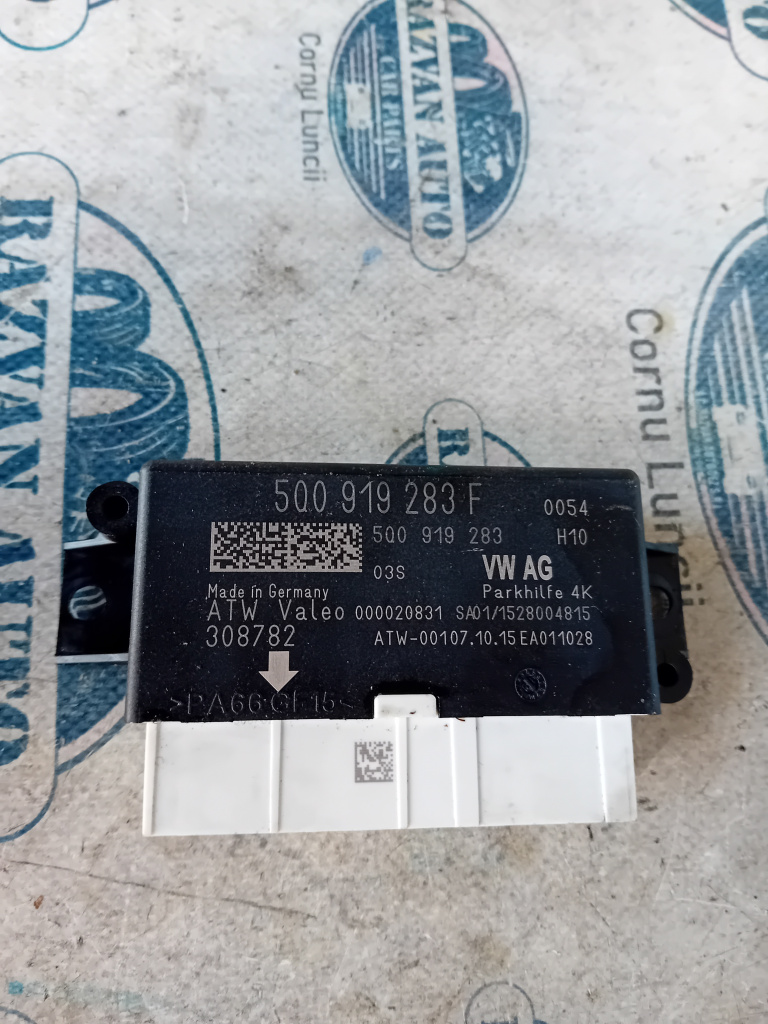 RAZVAN AUTO
CAR PARTS
Cornu Luncii
RAZVAN AUTO
Cornu Luncii
5Q0 919 283 F
0054
5Q0 919 283
H10
03S
VW AG
Made in Germany
Parkhilfe 4K
ATW Valeo 000020831 SA01/1528004815
308782
ATW-00107.10.15EA011028
>PA66 GF15<